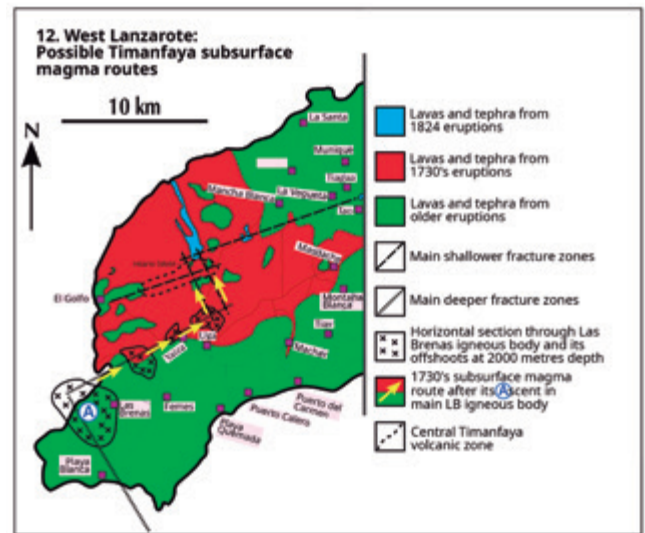 12. West Lanzarote:
Possible Timanfaya subsurface
magma routes
10 km
N
La Santa
Munique
Tiagua
Mancha Blanca
La Vegueta
Tao
Masdache
El Golfo
Montaña
Blanca
Uga
Tías
Yaiza
Macher
A
Las
Brenas
Femes
Puerto del
Carmen
Puerto Calero
Playa
Quemada
Playa
Blanca
Lavas and tephra from
1824 eruptions
Lavas and tephra from
1730's eruptions
Lavas and tephra from
older eruptions
Main shallower fracture zones
Main deeper fracture zones
Horizontal section through Las
Brenas igneous body and its
offshoots at 2000 metres depth
1730's subsurface magma
route after its A ascent in
main LB igneous body
Central Timanfaya
volcanic zone